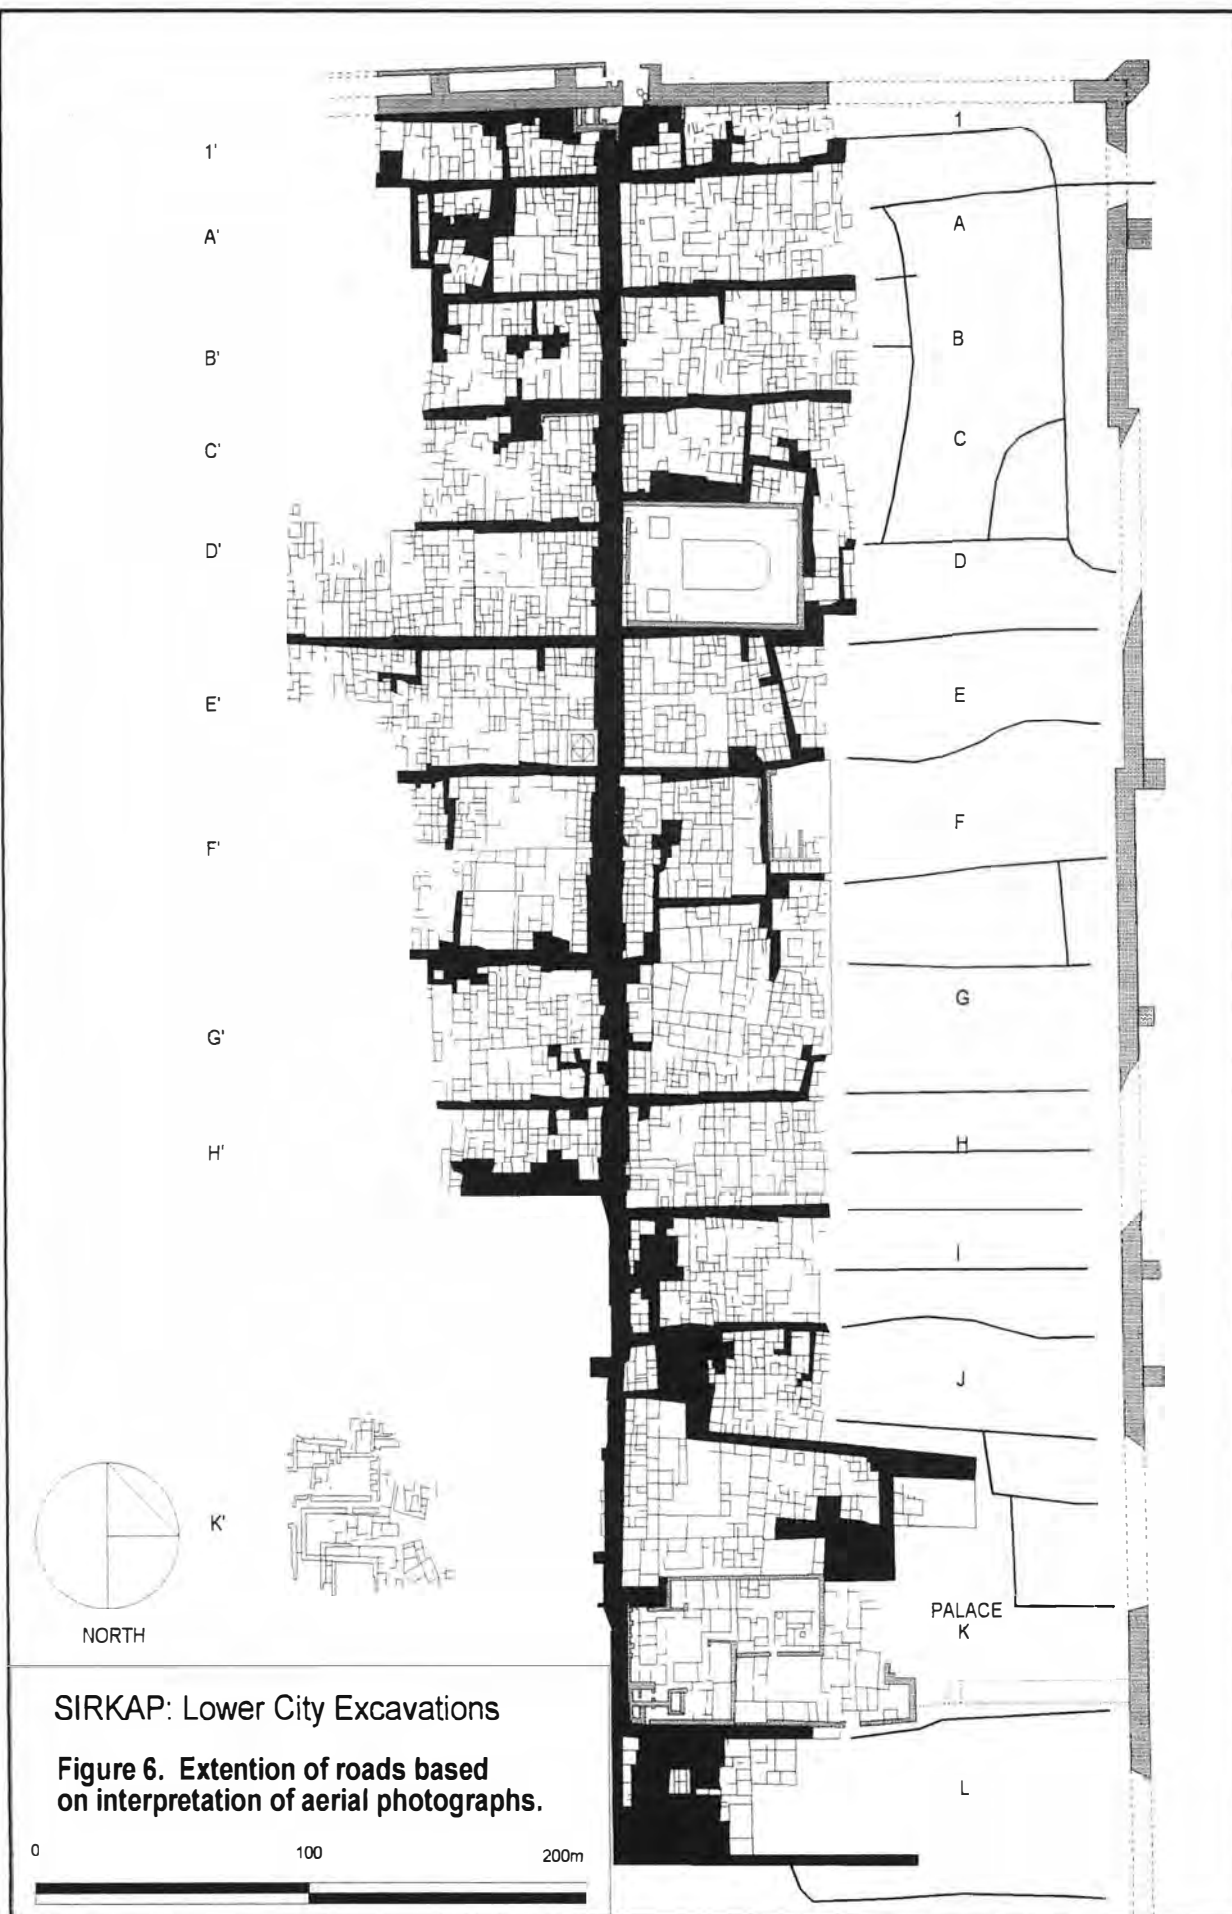 1'
1
A'
A
B'
B
C'
C
D'
D
E'
E
F'
F
G'
G
H'
H
I
J
K'
NORTH
PALACE
K
L
SIRKAP: Lower City Excavations
Figure 6. Extention of roads based
on interpretation of aerial photographs.
0 100 200m